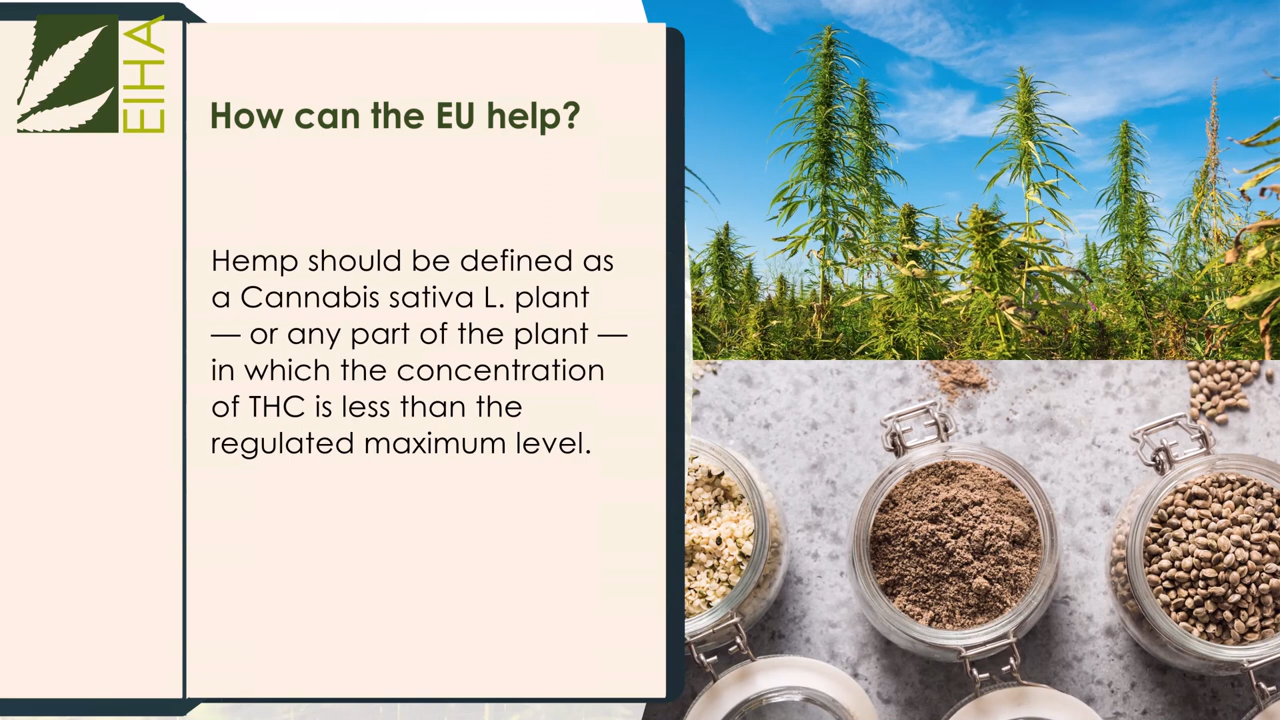 EIHA
How can the EU help?
Hemp should be defined as
a Cannabis sativa L. plant
— or any part of the plant —
in which the concentration
of THC is less than the
regulated maximum level.